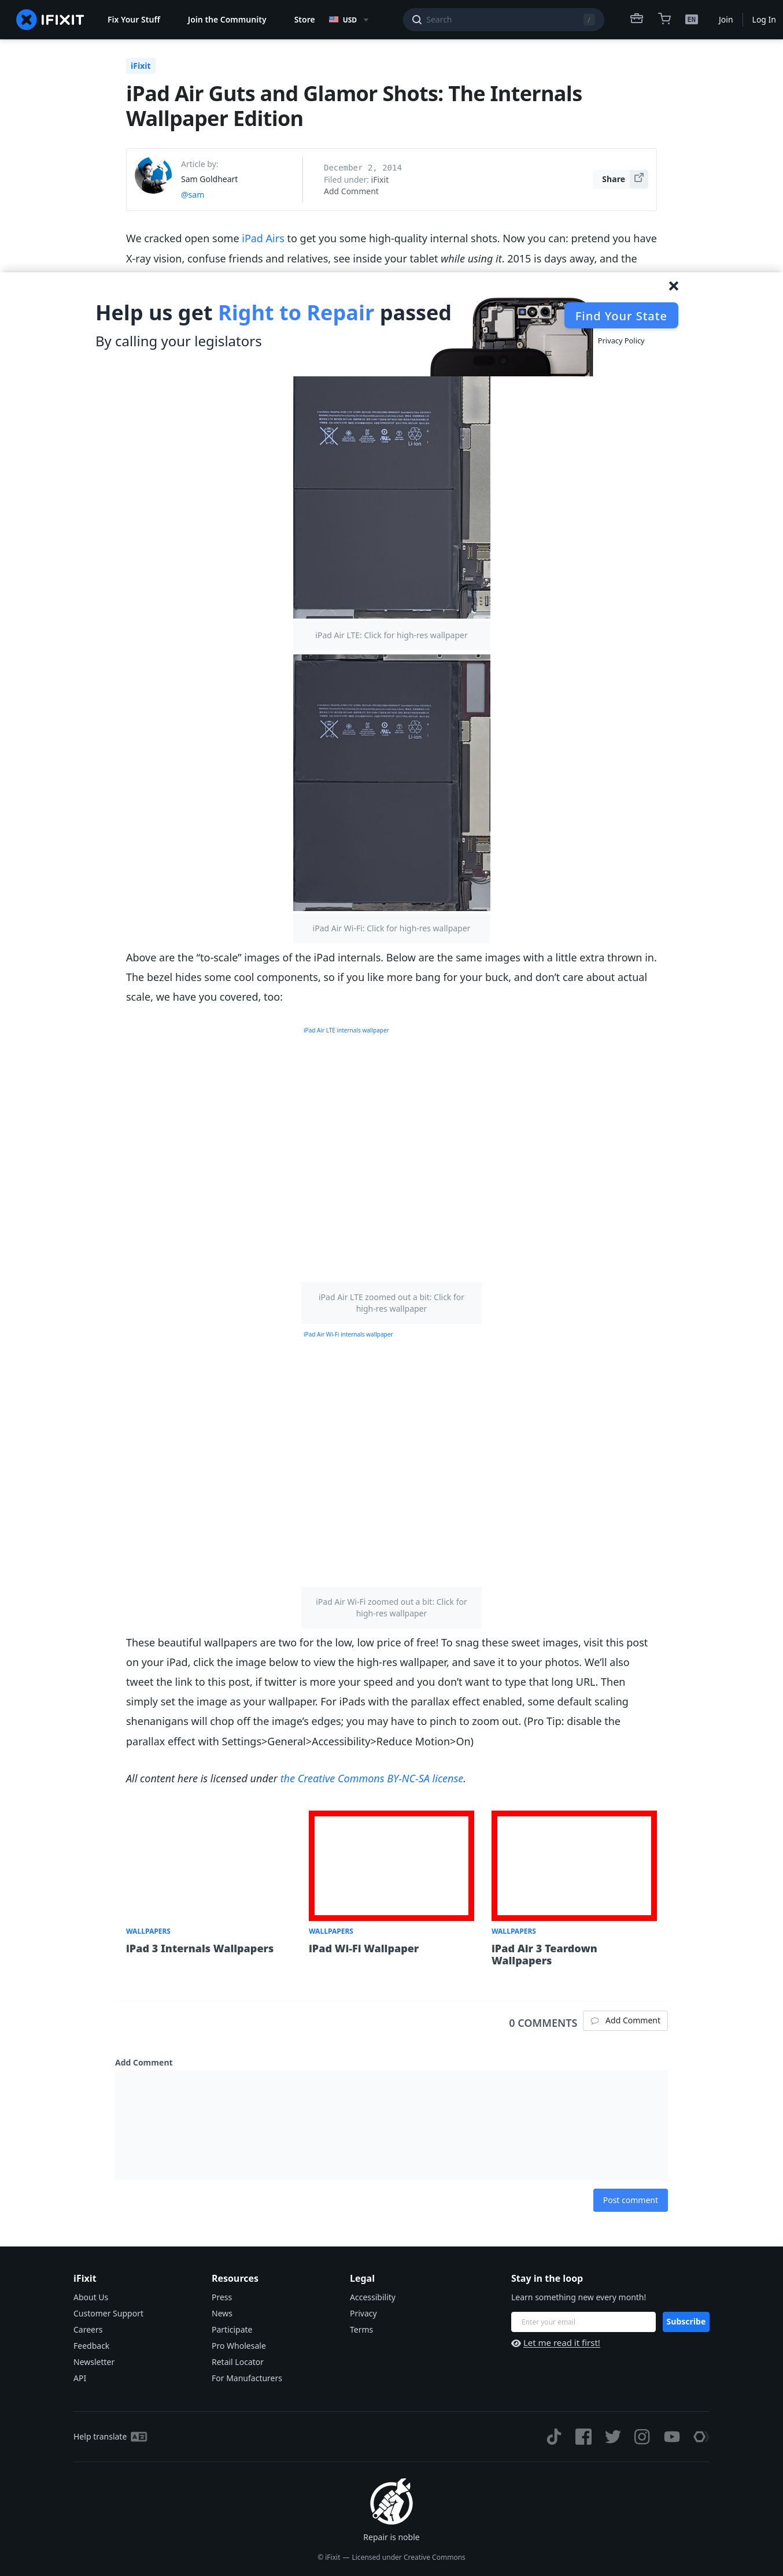 IFIXIT
Fix Your Stuff
Join the Community
Store
USD
Search
/
EN
Join
Log In
iFixit
iPad Air Guts and Glamor Shots: The Internals
Wallpaper Edition
Article by:
Sam Goldheart
@sam
December 2, 2014
Filed under: iFixit
Add Comment
Share
We cracked open some iPad Airs to get you some high-quality internal shots. Now you can: pretend you have
X-ray vision, confuse friends and relatives, see inside your tablet while using it. 2015 is days away, and the
Help us get Right to Repair passed
By calling your legislators
Find Your State
Privacy Policy
Li-ion
iPad Air LTE: Click for high-res wallpaper
Li-ion
iPad Air Wi-Fi: Click for high-res wallpaper
Above are the “to-scale” images of the iPad internals. Below are the same images with a little extra thrown in.
The bezel hides some cool components, so if you like more bang for your buck, and don’t care about actual
scale, we have you covered, too:
iPad Air LTE internals wallpaper
iPad Air LTE zoomed out a bit: Click for
high-res wallpaper
iPad Air Wi-Fi internals wallpaper
iPad Air Wi-Fi zoomed out a bit: Click for
high-res wallpaper
These beautiful wallpapers are two for the low, low price of free! To snag these sweet images, visit this post
on your iPad, click the image below to view the high-res wallpaper, and save it to your photos. We’ll also
tweet the link to this post, if twitter is more your speed and you don’t want to type that long URL. Then
simply set the image as your wallpaper. For iPads with the parallax effect enabled, some default scaling
shenanigans will chop off the image’s edges; you may have to pinch to zoom out. (Pro Tip: disable the
parallax effect with Settings>General>Accessibility>Reduce Motion>On)
All content here is licensed under the Creative Commons BY-NC-SA license.
WALLPAPERS
iPad 3 Internals Wallpapers
WALLPAPERS
iPad Wi-Fi Wallpaper
WALLPAPERS
iPad Air 3 Teardown
Wallpapers
0 COMMENTS
Add Comment
Add Comment
Post comment
iFixit
About Us
Customer Support
Careers
Feedback
Newsletter
API
Resources
Press
News
Participate
Pro Wholesale
Retail Locator
For Manufacturers
Legal
Accessibility
Privacy
Terms
Stay in the loop
Learn something new every month!
Enter your email
Subscribe
Let me read it first!
Help translate
Repair is noble
© iFixit — Licensed under Creative Commons